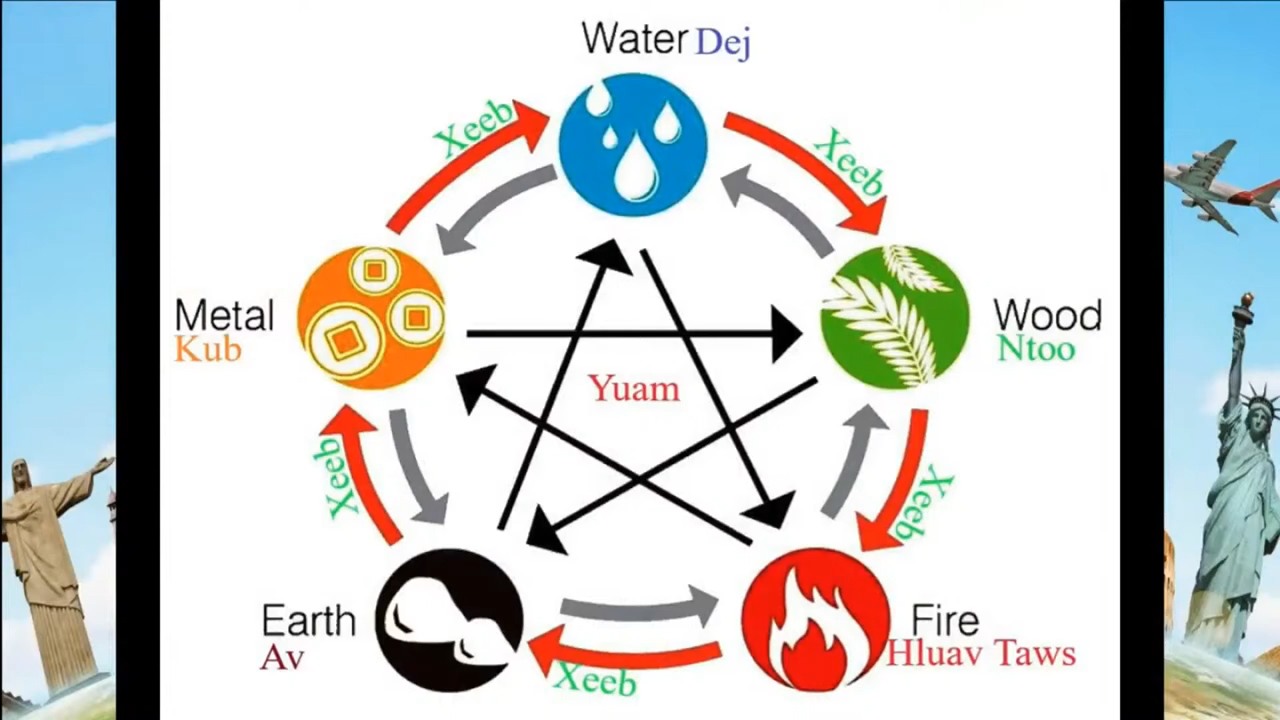 Water Dej
Xeeb
Xeeb
Metal
Kub
Wood
Ntoo
Yuam
Xeeb
Xeeb
Earth
Av
Fire
Hluav Taws
Xeeb